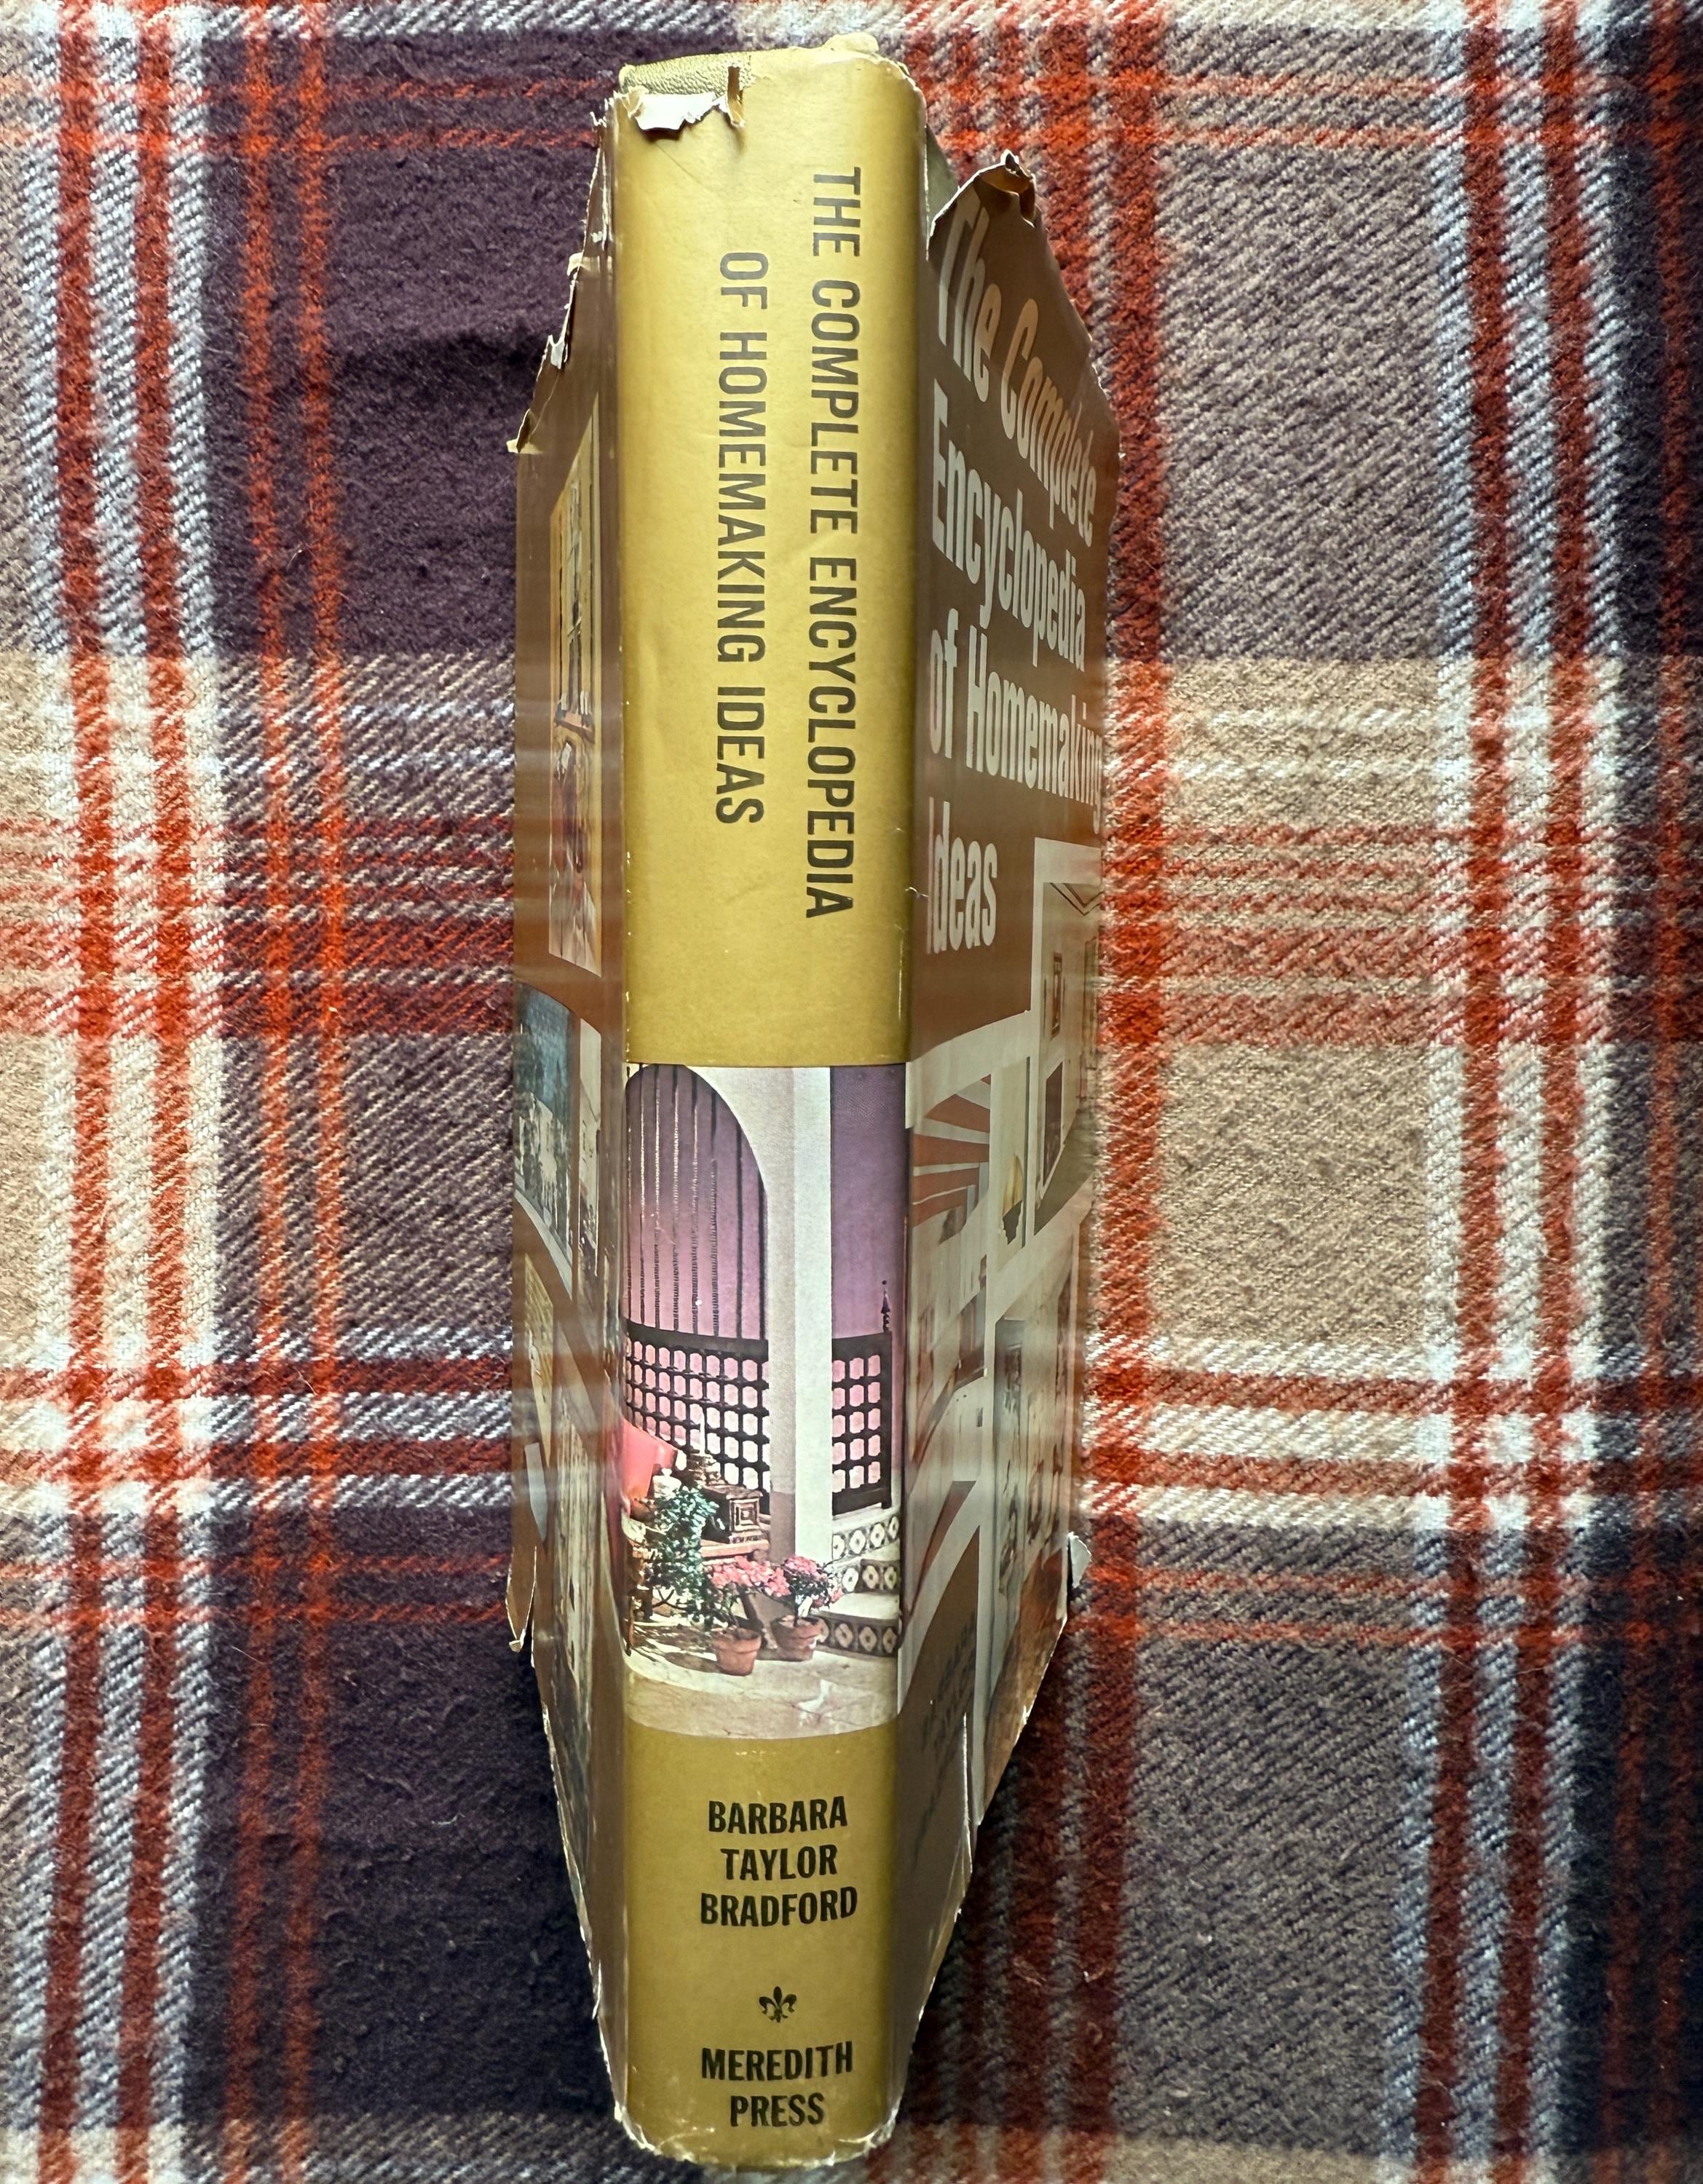 THE COMPLETE ENCYCLOPEDIA
OF HOMEMAKING IDEAS
BARBARA
TAYLOR
BRADFORD
MEREDITH
PRESS
The Complete
Encyclopedia
of Homemaking
Ideas